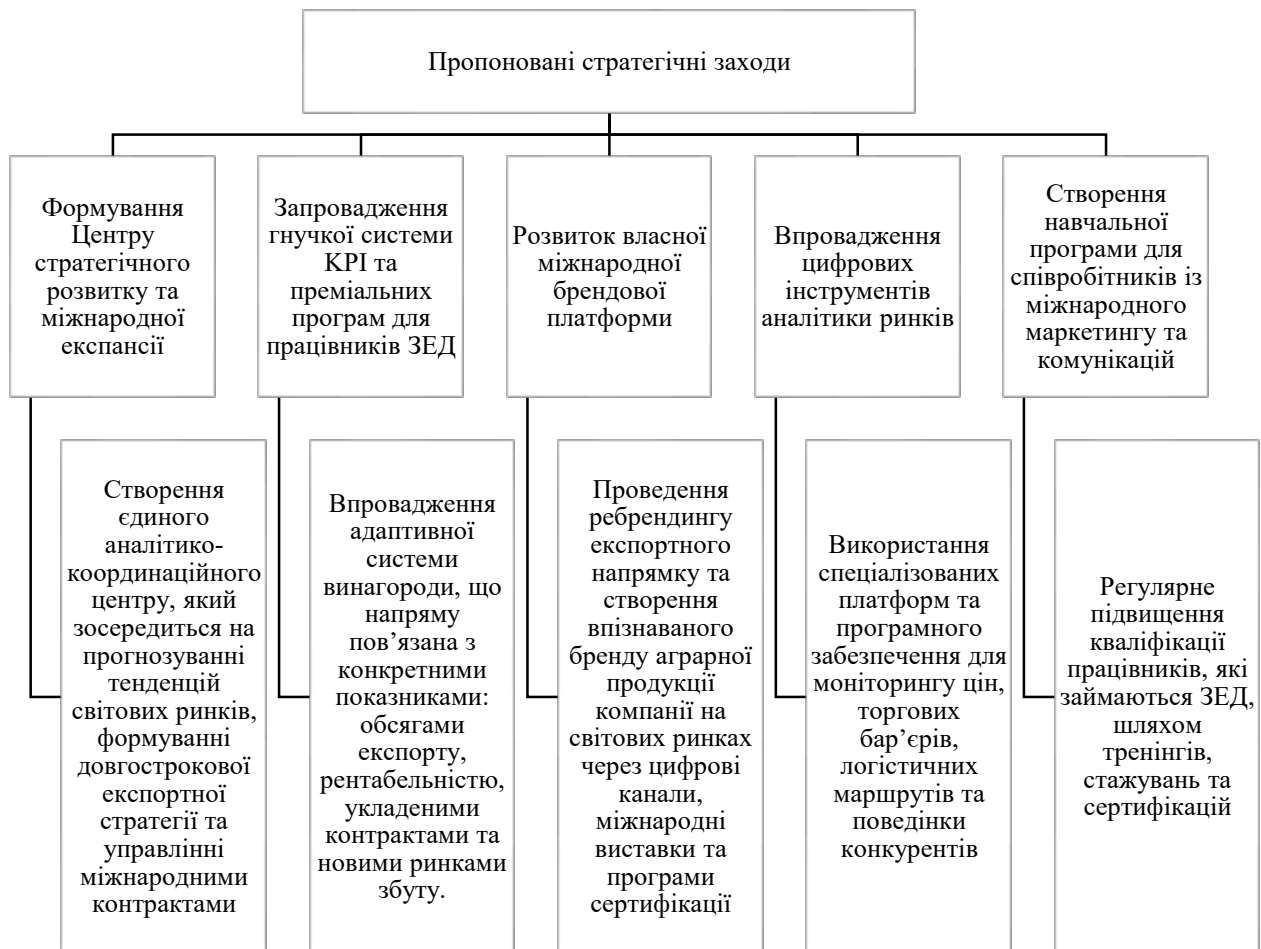 Пропоновані стратегічні заходи
Формування
Центру
стратегічного
розвитку та
міжнародної
експансії
Запровадження
гнучкої системи
KPI та
преміальних
програм для
працівників ЗЕД
Розвиток власної
міжнародної
брендової
платформи
Впровадження
цифрових
інструментів
аналітики ринків
Створення
навчальної
програми для
співробітників із
міжнародного
маркетингу та
комунікацій
Створення
єдиного
аналітико-
координаційного
центру, який
зосередиться на
прогнозуванні
тенденцій
світових ринків,
формуванні
довгострокової
експортної
стратегії та
управлінні
міжнародними
контрактами
Впровадження
адаптивної
системи
винагороди, що
напряму
пов’язана з
конкретними
показниками:
обсягами
експорту,
рентабельністю,
укладеними
контрактами та
новими ринками
збуту.
Проведення
ребрендингу
експортного
напрямку та
створення
впізнаваного
бренду аграрної
продукції
компанії на
світових ринках
через цифрові
канали,
міжнародні
виставки та
програми
сертифікації
Використання
спеціалізованих
платформ та
програмного
забезпечення для
моніторингу цін,
торгових
бар’єрів,
логістичних
маршрутів та
поведінки
конкурентів
Регулярне
підвищення
кваліфікації
працівників, які
займаються ЗЕД,
шляхом
тренінгів,
стажувань та
сертифікацій